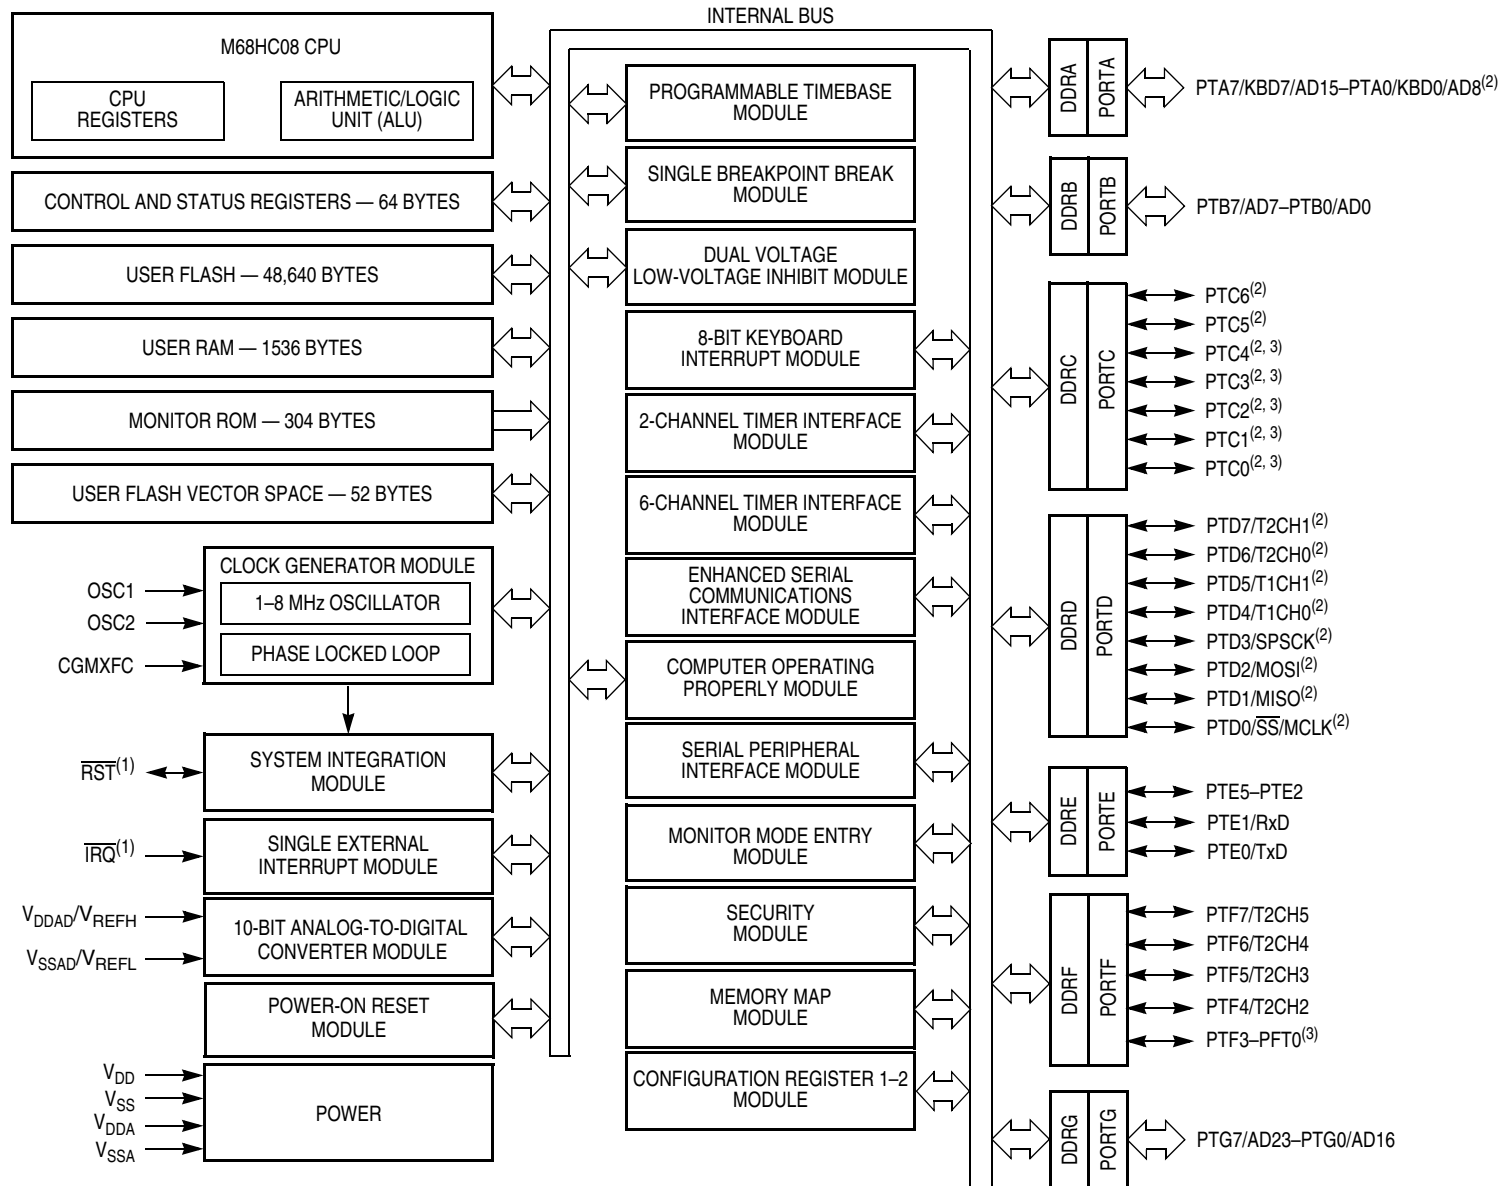 INTERNAL BUS
M68HC08 CPU
CPU
REGISTERS
ARITHMETIC/LOGIC
UNIT (ALU)
CONTROL AND STATUS REGISTERS — 64 BYTES
USER FLASH — 48,640 BYTES
USER RAM — 1536 BYTES
MONITOR ROM — 304 BYTES
USER FLASH VECTOR SPACE — 52 BYTES
CLOCK GENERATOR MODULE
1–8 MHz OSCILLATOR
PHASE LOCKED LOOP
OSC1
OSC2
CGMXFC
SYSTEM INTEGRATION
MODULE
RST(1)
SINGLE EXTERNAL
INTERRUPT MODULE
IRQ(1)
10-BIT ANALOG-TO-DIGITAL
CONVERTER MODULE
VDDAD/VREFH
VSSAD/VREFL
POWER-ON RESET
MODULE
POWER
VDD
VSS
VDDA
VSSA
PROGRAMMABLE TIMEBASE
MODULE
SINGLE BREAKPOINT BREAK
MODULE
DUAL VOLTAGE
LOW-VOLTAGE INHIBIT MODULE
8-BIT KEYBOARD
INTERRUPT MODULE
2-CHANNEL TIMER INTERFACE
MODULE
6-CHANNEL TIMER INTERFACE
MODULE
ENHANCED SERIAL
COMMUNICATIONS
INTERFACE MODULE
COMPUTER OPERATING
PROPERLY MODULE
SERIAL PERIPHERAL
INTERFACE MODULE
MONITOR MODE ENTRY
MODULE
SECURITY
MODULE
MEMORY MAP
MODULE
CONFIGURATION REGISTER 1–2
MODULE
DDRA
PORTA
PTA7/KBD7/AD15–PTA0/KBD0/AD8(2)
DDRB
PORTB
PTB7/AD7–PTB0/AD0
DDRC
PORTC
PTC6(2)
PTC5(2)
PTC4(2, 3)
PTC3(2, 3)
PTC2(2, 3)
PTC1(2, 3)
PTC0(2, 3)
DDRD
PORTD
PTD7/T2CH1(2)
PTD6/T2CH0(2)
PTD5/T1CH1(2)
PTD4/T1CH0(2)
PTD3/SPSCK(2)
PTD2/MOSI(2)
PTD1/MISO(2)
PTD0/SS/MCLK(2)
DDRE
PORTE
PTE5–PTE2
PTE1/RxD
PTE0/TxD
DDRF
PORTF
PTF7/T2CH5
PTF6/T2CH4
PTF5/T2CH3
PTF4/T2CH2
PTF3–PFT0(3)
DDRG
PORTG
PTG7/AD23–PTG0/AD16